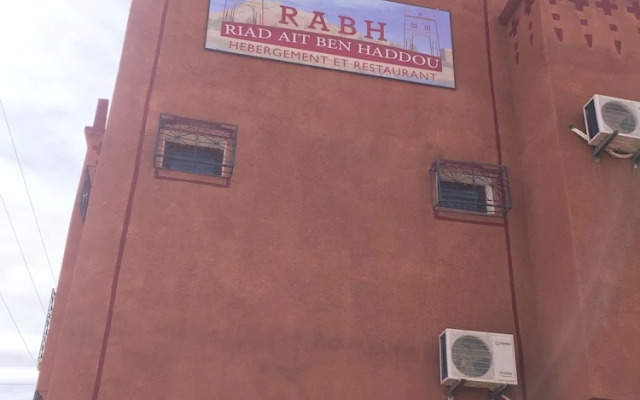 RABH
RIAD AIT BEN HADDOU
HEBERGEMENT ET RESTAURANT